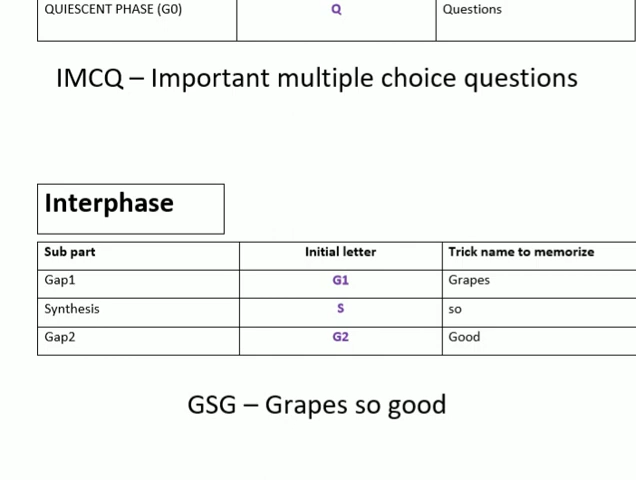 QUIESCENT PHASE (G0) Q Questions
IMCQ – Important multiple choice questions
Interphase
Sub part Initial letter Trick name to memorize
Gap1 G1 Grapes
Synthesis S so
Gap2 G2 Good
GSG – Grapes so good